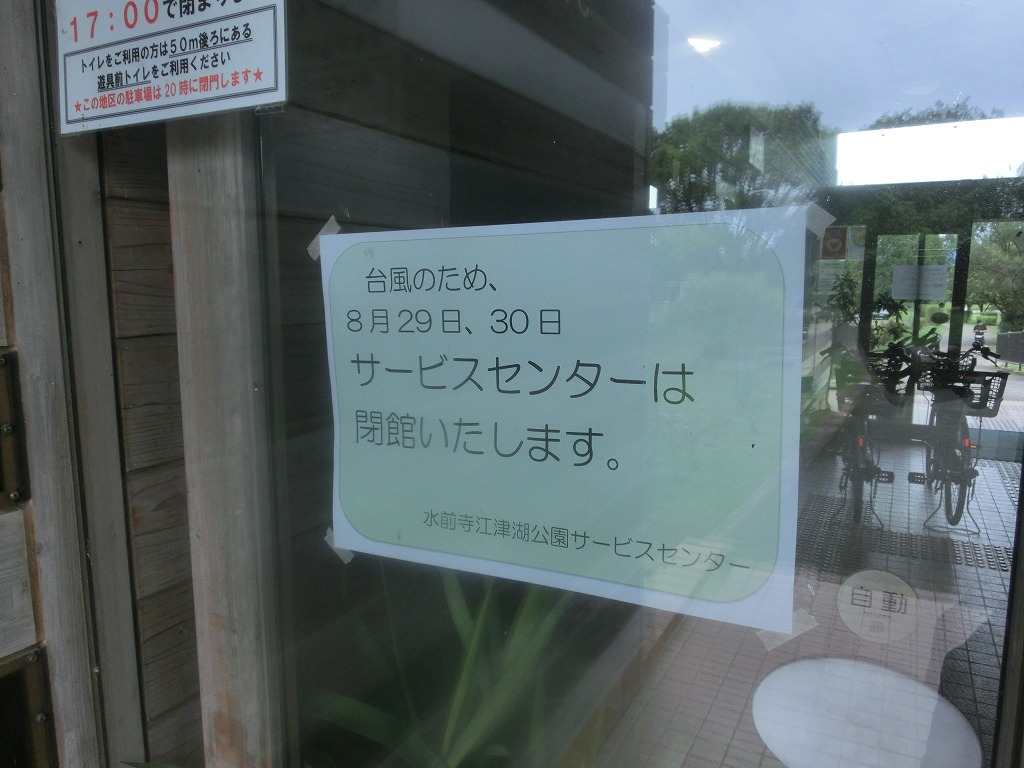 17:00で閉まり
トイレをご利用の方は50m後ろにある
遊具前トイレをご利用ください
★この地区の駐車場は20時に閉門します★
台風のため、
8月29日、30日
サービスセンターは
閉館いたします。
水前寺江津湖公園サービスセンター
自動